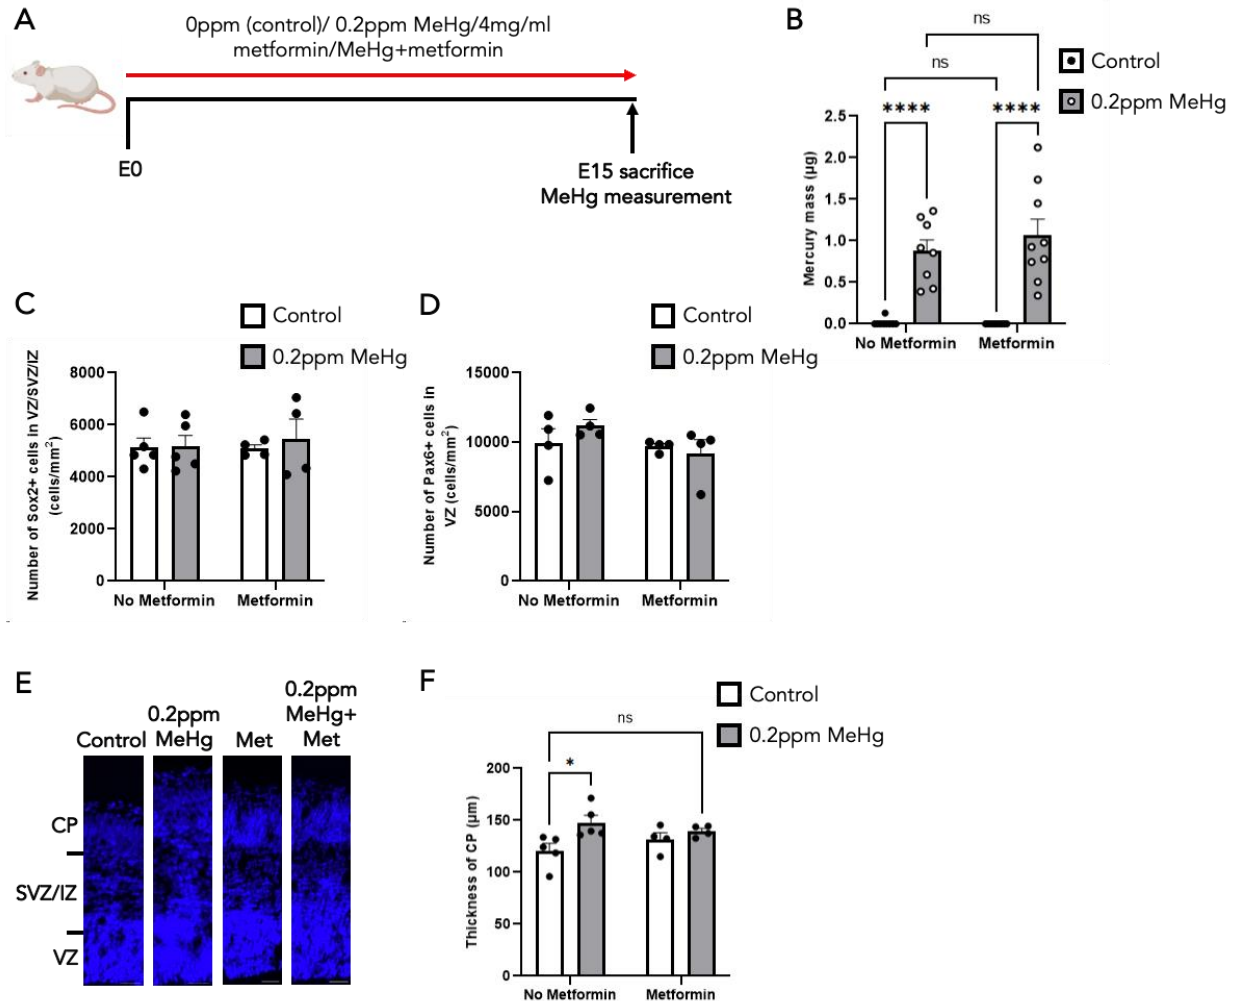 A
0ppm (control)/ 0.2ppm MeHg/4mg/ml
metformin/MeHg+metformin
E0
E15 sacrifice
MeHg measurement
B
ns
ns
****
****
Control
0.2ppm MeHg
Mercury mass (µg)
2.5
2.0
1.5
1.0
0.5
0.0
No Metformin
Metformin
C
Control
0.2ppm MeHg
Number of Sox2+ cells in VZ/SVZ/IZ
(cells/mm²)
8000
6000
4000
2000
0
No Metformin
Metformin
D
Control
0.2ppm MeHg
Number of Pax6+ cells in
VZ (cells/mm²)
15000
10000
5000
0
No Metformin
Metformin
E
Control
0.2ppm
MeHg
Met
0.2ppm
MeHg+
Met
CP
SVZ/IZ
VZ
F
Control
0.2ppm MeHg
ns
*
Thickness of CP (µm)
200
150
100
50
0
No Metformin
Metformin